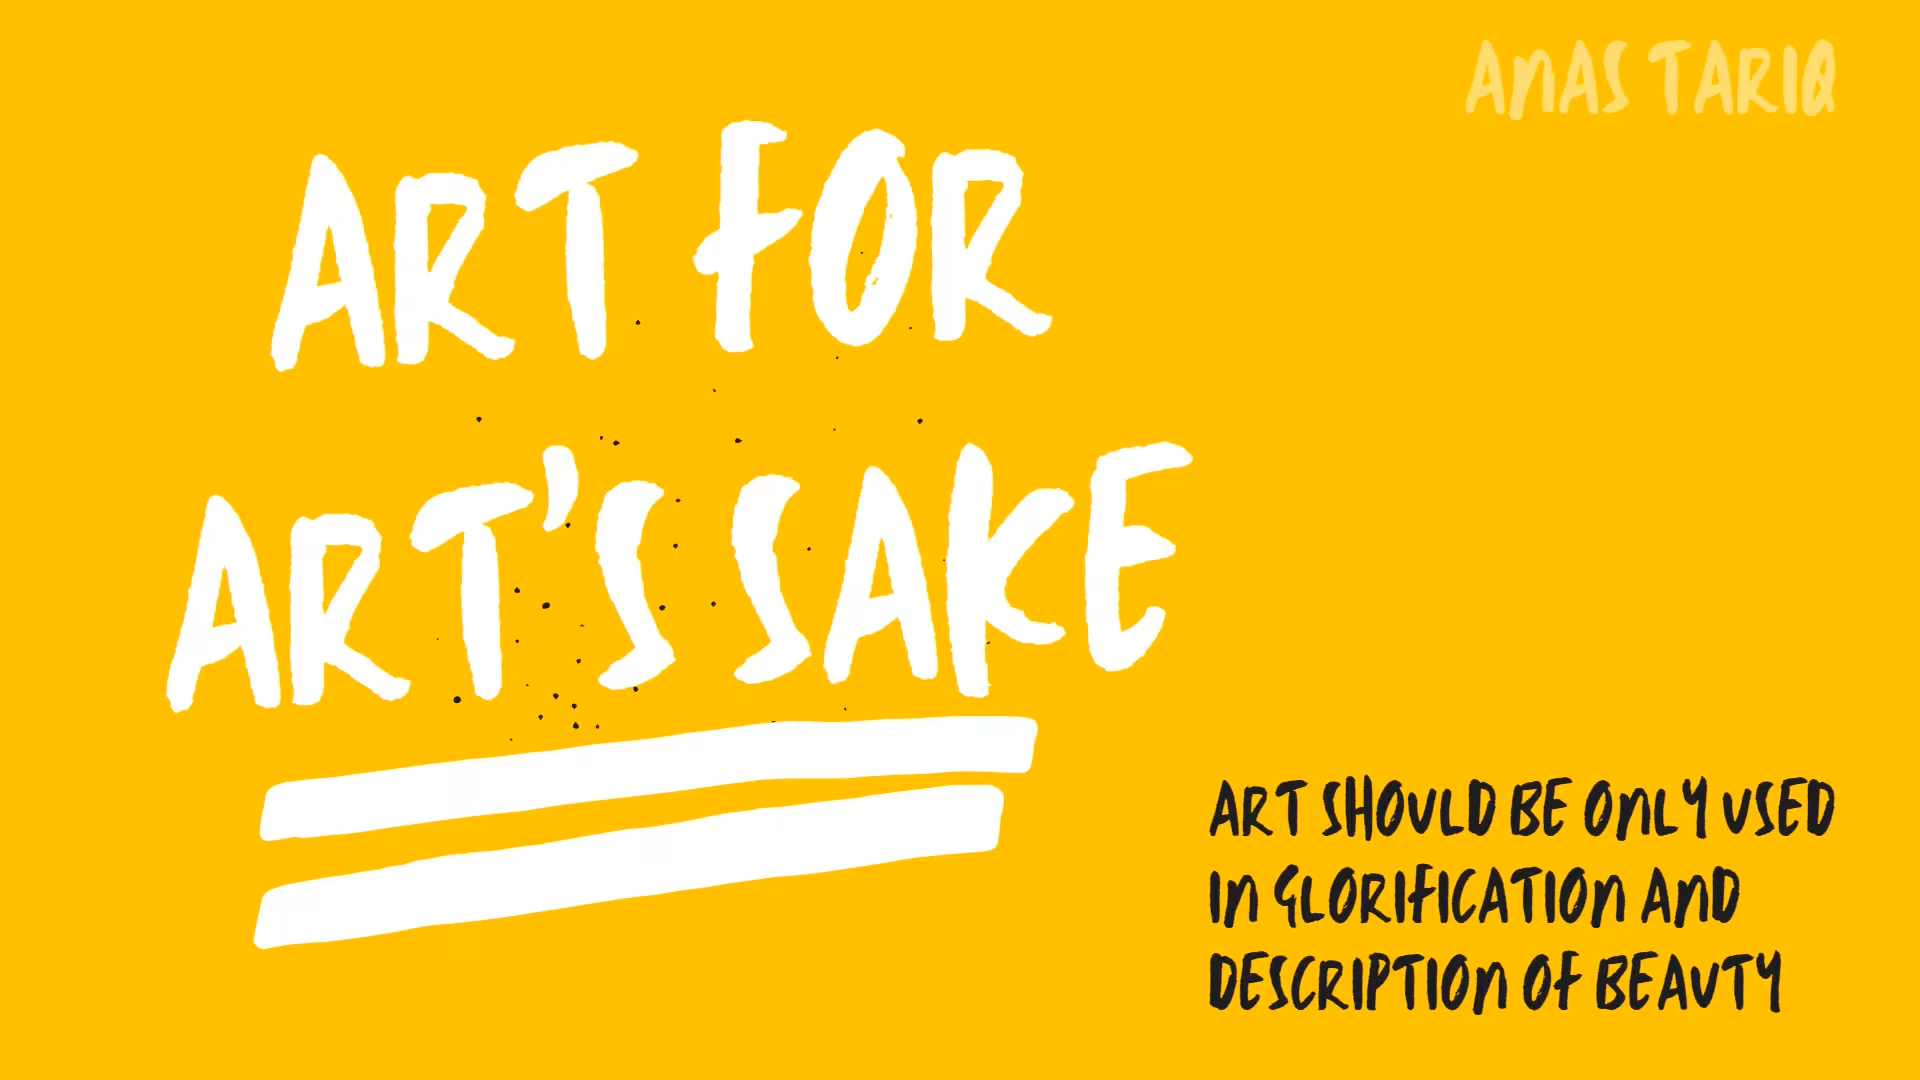 ANAS TARIQ
ART FOR
ART'S SAKE
ART SHOULD BE ONLY USED
IN GLORIFICATION AND
DESCRIPTION OF BEAUTY